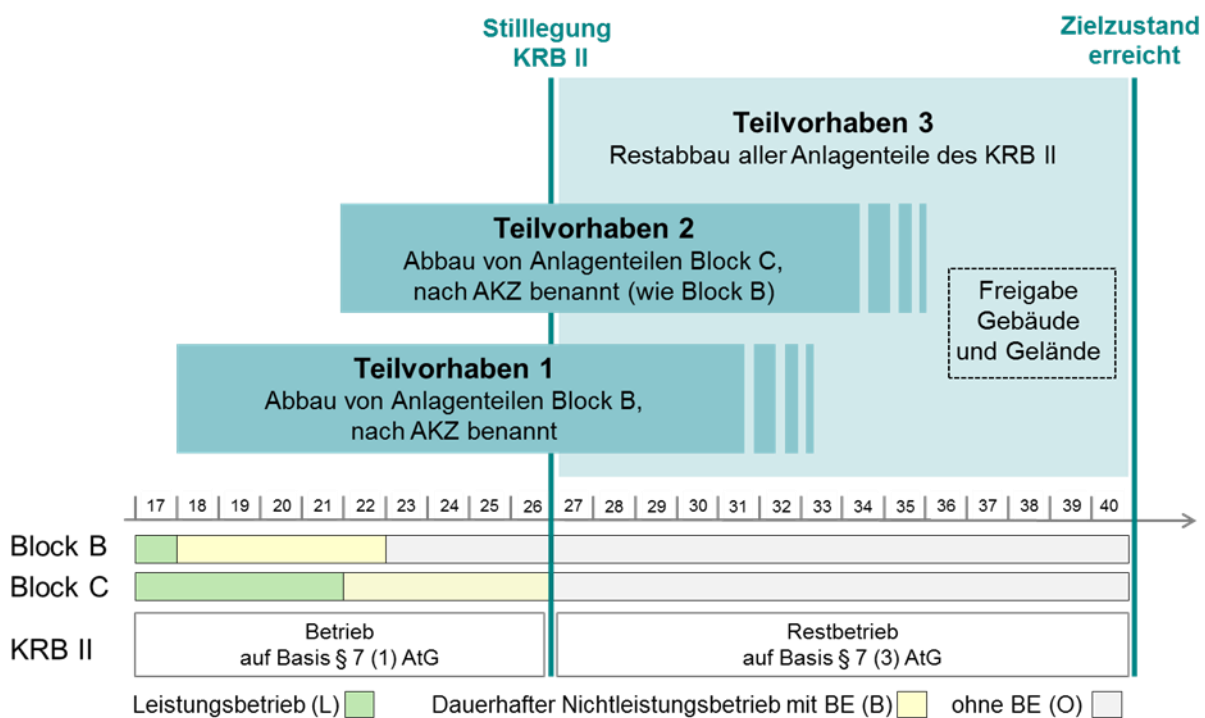 Stilllegung
KRB II
Zielzustand
erreicht
Teilvorhaben 3
Restabbau aller Anlagenteile des KRB II
Teilvorhaben 2
Abbau von Anlagenteilen Block C,
nach AKZ benannt (wie Block B)
Freigabe
Gebäude
und Gelände
Teilvorhaben 1
Abbau von Anlagenteilen Block B,
nach AKZ benannt
17 18 19 20 21 22 23 24 25 26 27 28 29 30 31 32 33 34 35 36 37 38 39 40
Block B
Block C
KRB II
Betrieb
auf Basis § 7 (1) AtG
Restbetrieb
auf Basis § 7 (3) AtG
Leistungsbetrieb (L) Dauerhafter Nichtleistungsbetrieb mit BE (B) ohne BE (O)